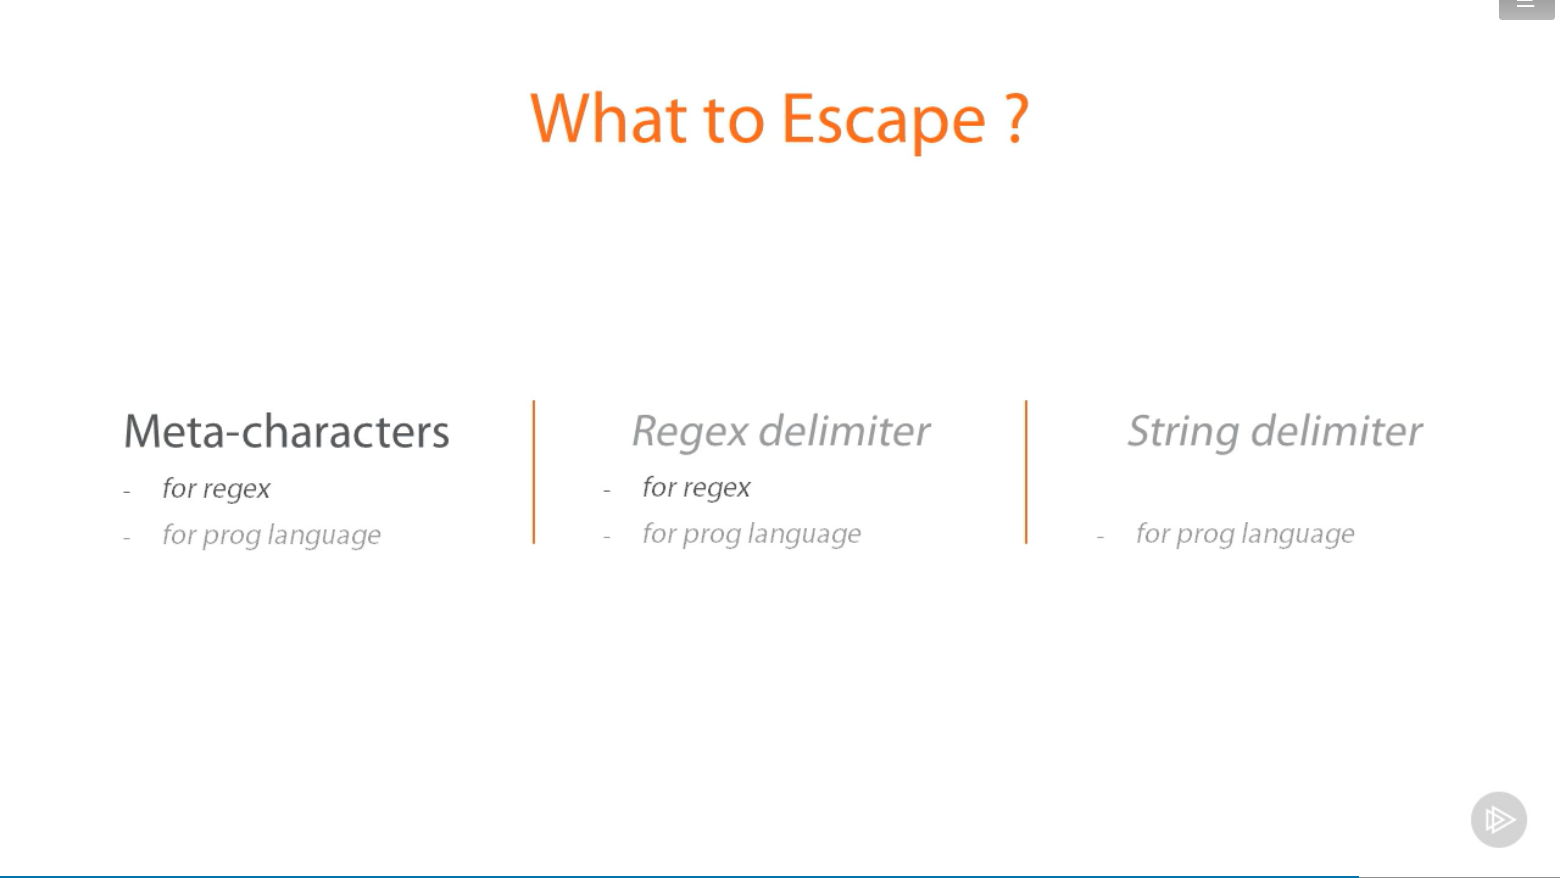 What to Escape ?
Meta-characters
- for regex
- for prog language
Regex delimiter
- for regex
- for prog language
String delimiter
- for prog language